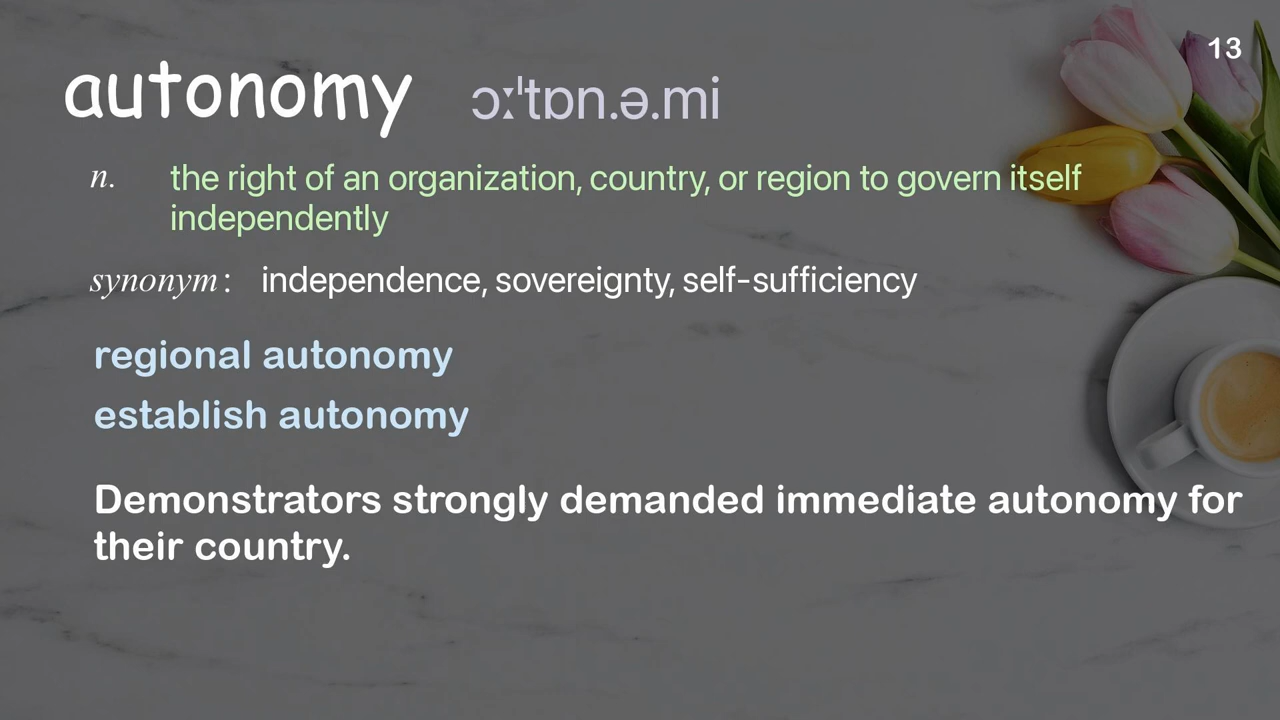 13
autonomy ɔːˈtɒn.ə.mi
n. the right of an organization, country, or region to govern itself
independently
synonym: independence, sovereignty, self-sufficiency
regional autonomy
establish autonomy
Demonstrators strongly demanded immediate autonomy for
their country.